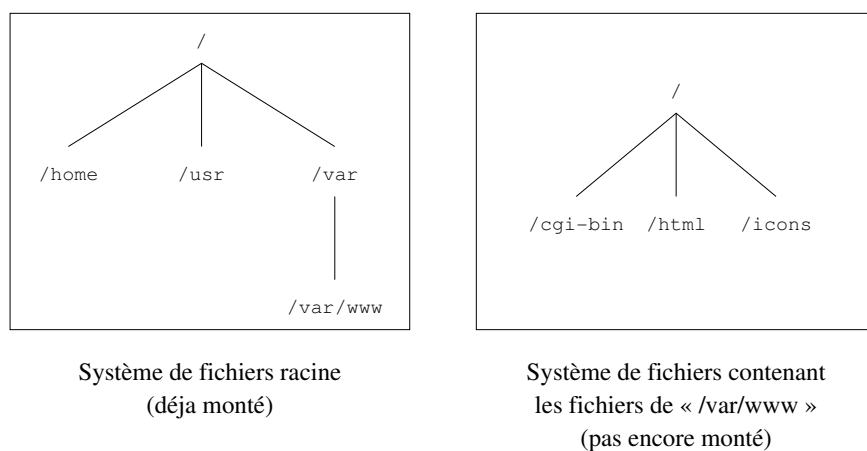 /
/home
/usr
/var
/var/www
Système de fichiers racine
(déja monté)
/
/cgi-bin
/html
/icons
Système de fichiers contenant
les fichiers de « /var/www »
(pas encore monté)